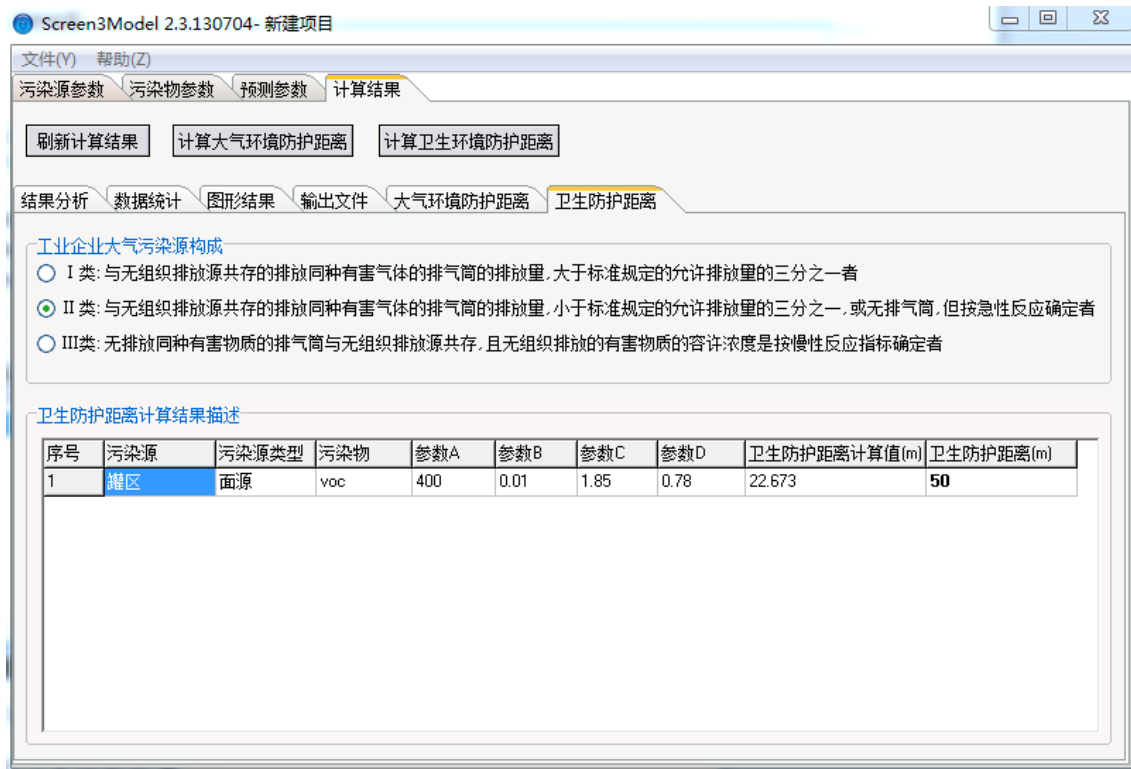 Screen3Model 2.3.130704- 新建项目
文件(Y) 帮助(Z)
污染源参数 污染物参数 预测参数 计算结果
刷新计算结果 计算大气环境防护距离 计算卫生环境防护距离
结果分析 数据统计 图形结果 输出文件 大气环境防护距离 卫生防护距离
工业企业大气污染源构成
I 类: 与无组织排放源共存的排放同种有害气体的排气筒的排放量,大于标准规定的允许排放量的三分之一者
II 类: 与无组织排放源共存的排放同种有害气体的排气筒的排放量,小于标准规定的允许排放量的三分之一,或无排气筒,但按急性反应确定者
III类: 无排放同种有害物质的排气筒与无组织排放源共存,且无组织排放的有害物质的容许浓度是按慢性反应指标确定者
卫生防护距离计算结果描述
序号 污染源 污染源类型 污染物 参数A 参数B 参数C 参数D 卫生防护距离计算值(m) 卫生防护距离(m)
1 罐区 面源 voc 400 0.01 1.85 0.78 22.673 50